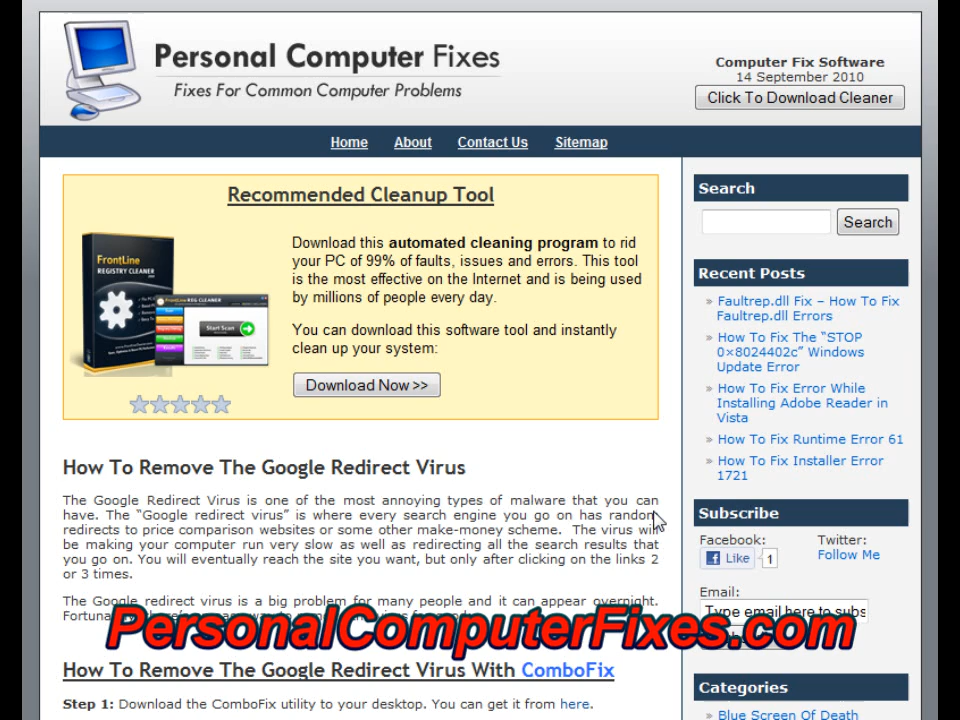 Personal Computer Fixes
Fixes For Common Computer Problems
Computer Fix Software
14 September 2010
Click To Download Cleaner
Home About Contact Us Sitemap
Recommended Cleanup Tool
FrontLine
REGISTRY CLEANER
Start Scan
Download this automated cleaning program to rid
your PC of 99% of faults, issues and errors. This tool
is the most effective on the Internet and is being used
by millions of people every day.
You can download this software tool and instantly
clean up your system:
Download Now >>
How To Remove The Google Redirect Virus
The Google Redirect Virus is one of the most annoying types of malware that you can
have. The “Google redirect virus” is where every search engine you go on has random
redirects to price comparison websites or some other make-money scheme. The virus will
be making your computer run very slow as well as redirecting all the search results that
you go on. You will eventually reach the site you want, but only after clicking on the links 2
or 3 times.
The Google redirect virus is a big problem for many people and it can appear overnight.
PersonalComputerFixes.com
How To Remove The Google Redirect Virus With ComboFix
Step 1: Download the ComboFix utility to your desktop. You can get it from here.
Search
Search
Recent Posts
» Faultrep.dll Fix – How To Fix
Faultrep.dll Errors
» How To Fix The “STOP
0×8024402c” Windows
Update Error
» How To Fix Error While
Installing Adobe Reader in
Vista
» How To Fix Runtime Error 61
» How To Fix Installer Error
1721
Subscribe
Facebook: Twitter:
Like 1 Follow Me
Email:
Type email here to subs
Categories
» Blue Screen Of Death